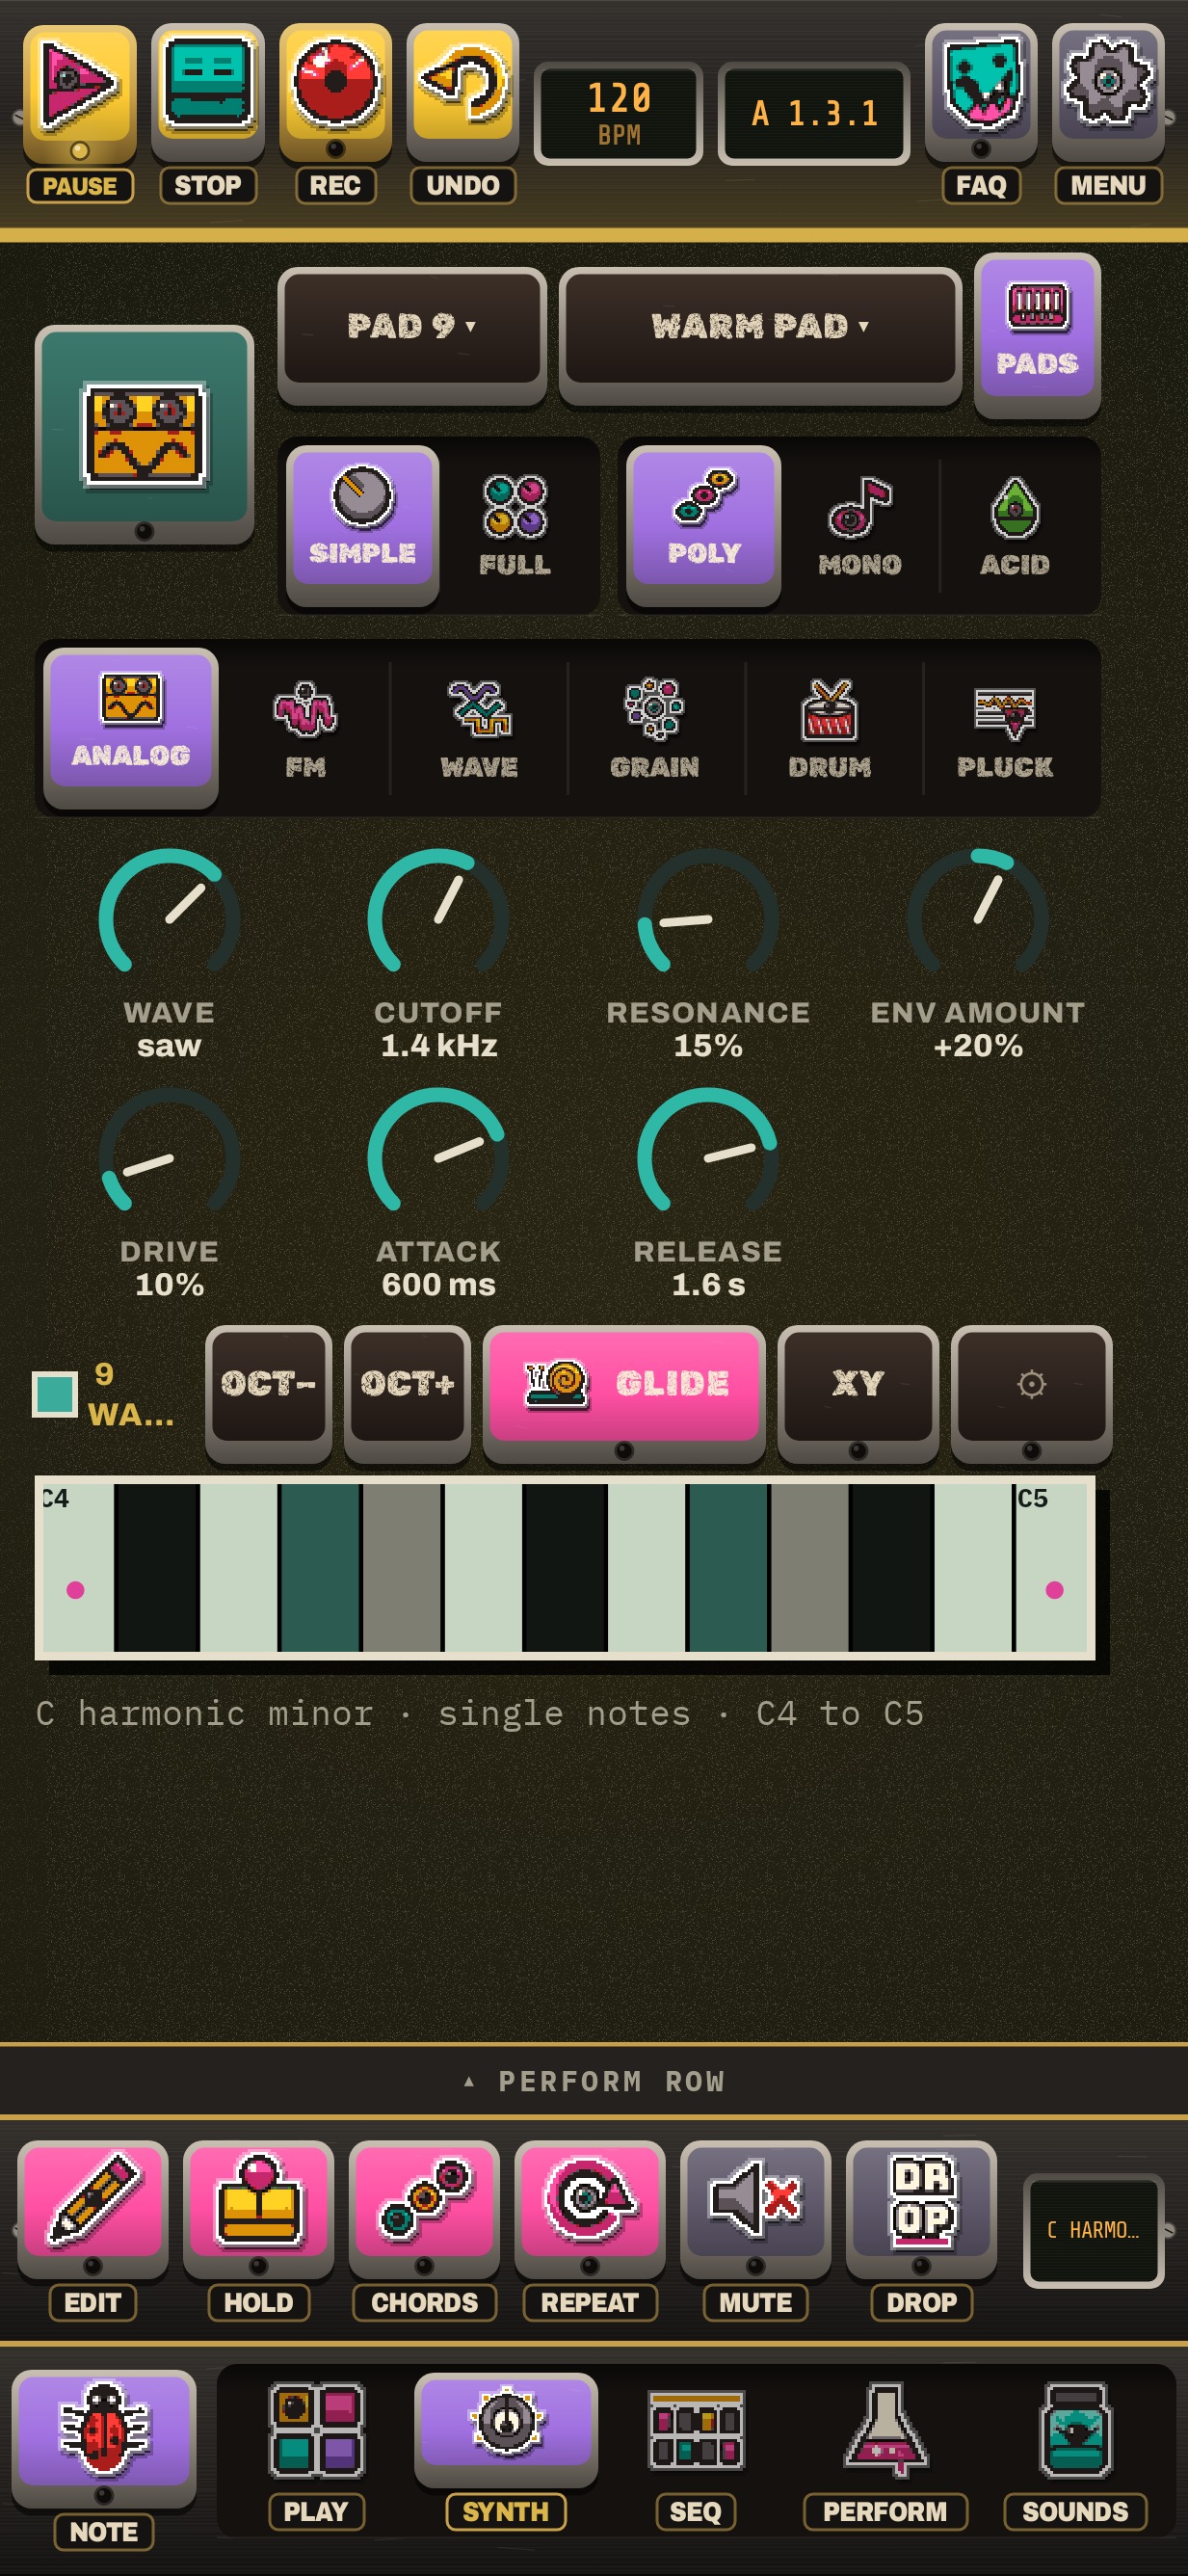 120
BPM
A 1.3.1
PAUSE
STOP
REC
UNDO
FAQ
MENU
PAD 9 ▾
WARM PAD ▾
PADS
SIMPLE
FULL
POLY
MONO
ACID
ANALOG
FM
WAVE
GRAIN
DRUM
PLUCK
WAVE
saw
CUTOFF
1.4 kHz
RESONANCE
15%
ENV AMOUNT
+20%
DRIVE
10%
ATTACK
600 ms
RELEASE
1.6 s
9
WA...
OCT-
OCT+
GLIDE
XY
C4
C5
C harmonic minor · single notes · C4 to C5
▴ PERFORM ROW
DR
OP
C HARMO...
EDIT
HOLD
CHORDS
REPEAT
MUTE
DROP
NOTE
PLAY
SYNTH
SEQ
PERFORM
SOUNDS